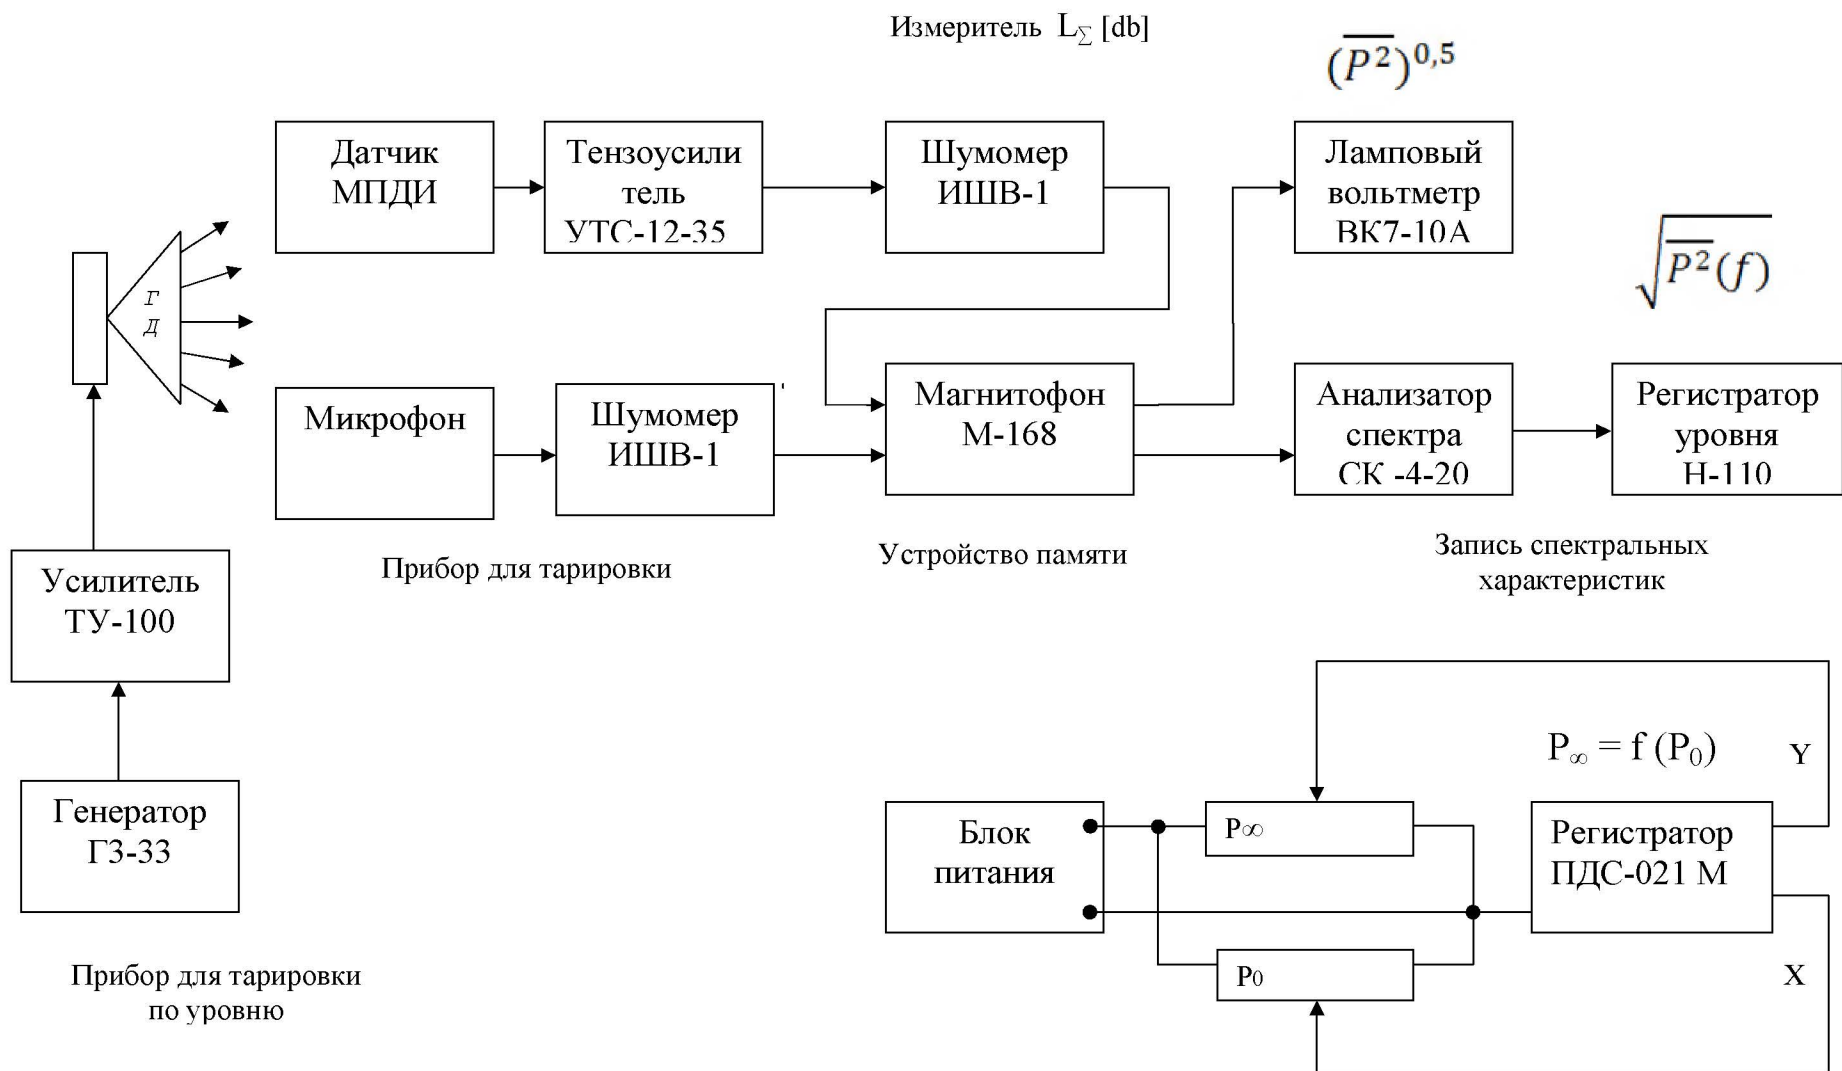 Измеритель L∑ [db]
(P²)⁰,⁵
Датчик
МПДИ
Тензоусили
тель
УТС-12-35
Шумомер
ИШВ-1
Ламповый
вольтметр
ВК7-10А
√P²(f)
Г
Д
Микрофон
Шумомер
ИШВ-1
Магнитофон
М-168
Анализатор
спектра
СК -4-20
Регистратор
уровня
Н-110
Прибор для тарировки
Устройство памяти
Запись спектральных
характеристик
Усилитель
ТУ-100
Генератор
ГЗ-33
Прибор для тарировки
по уровню
P∞ = f (P₀)
Y
Блок
питания
P∞
Регистратор
ПДС-021 М
P₀
X